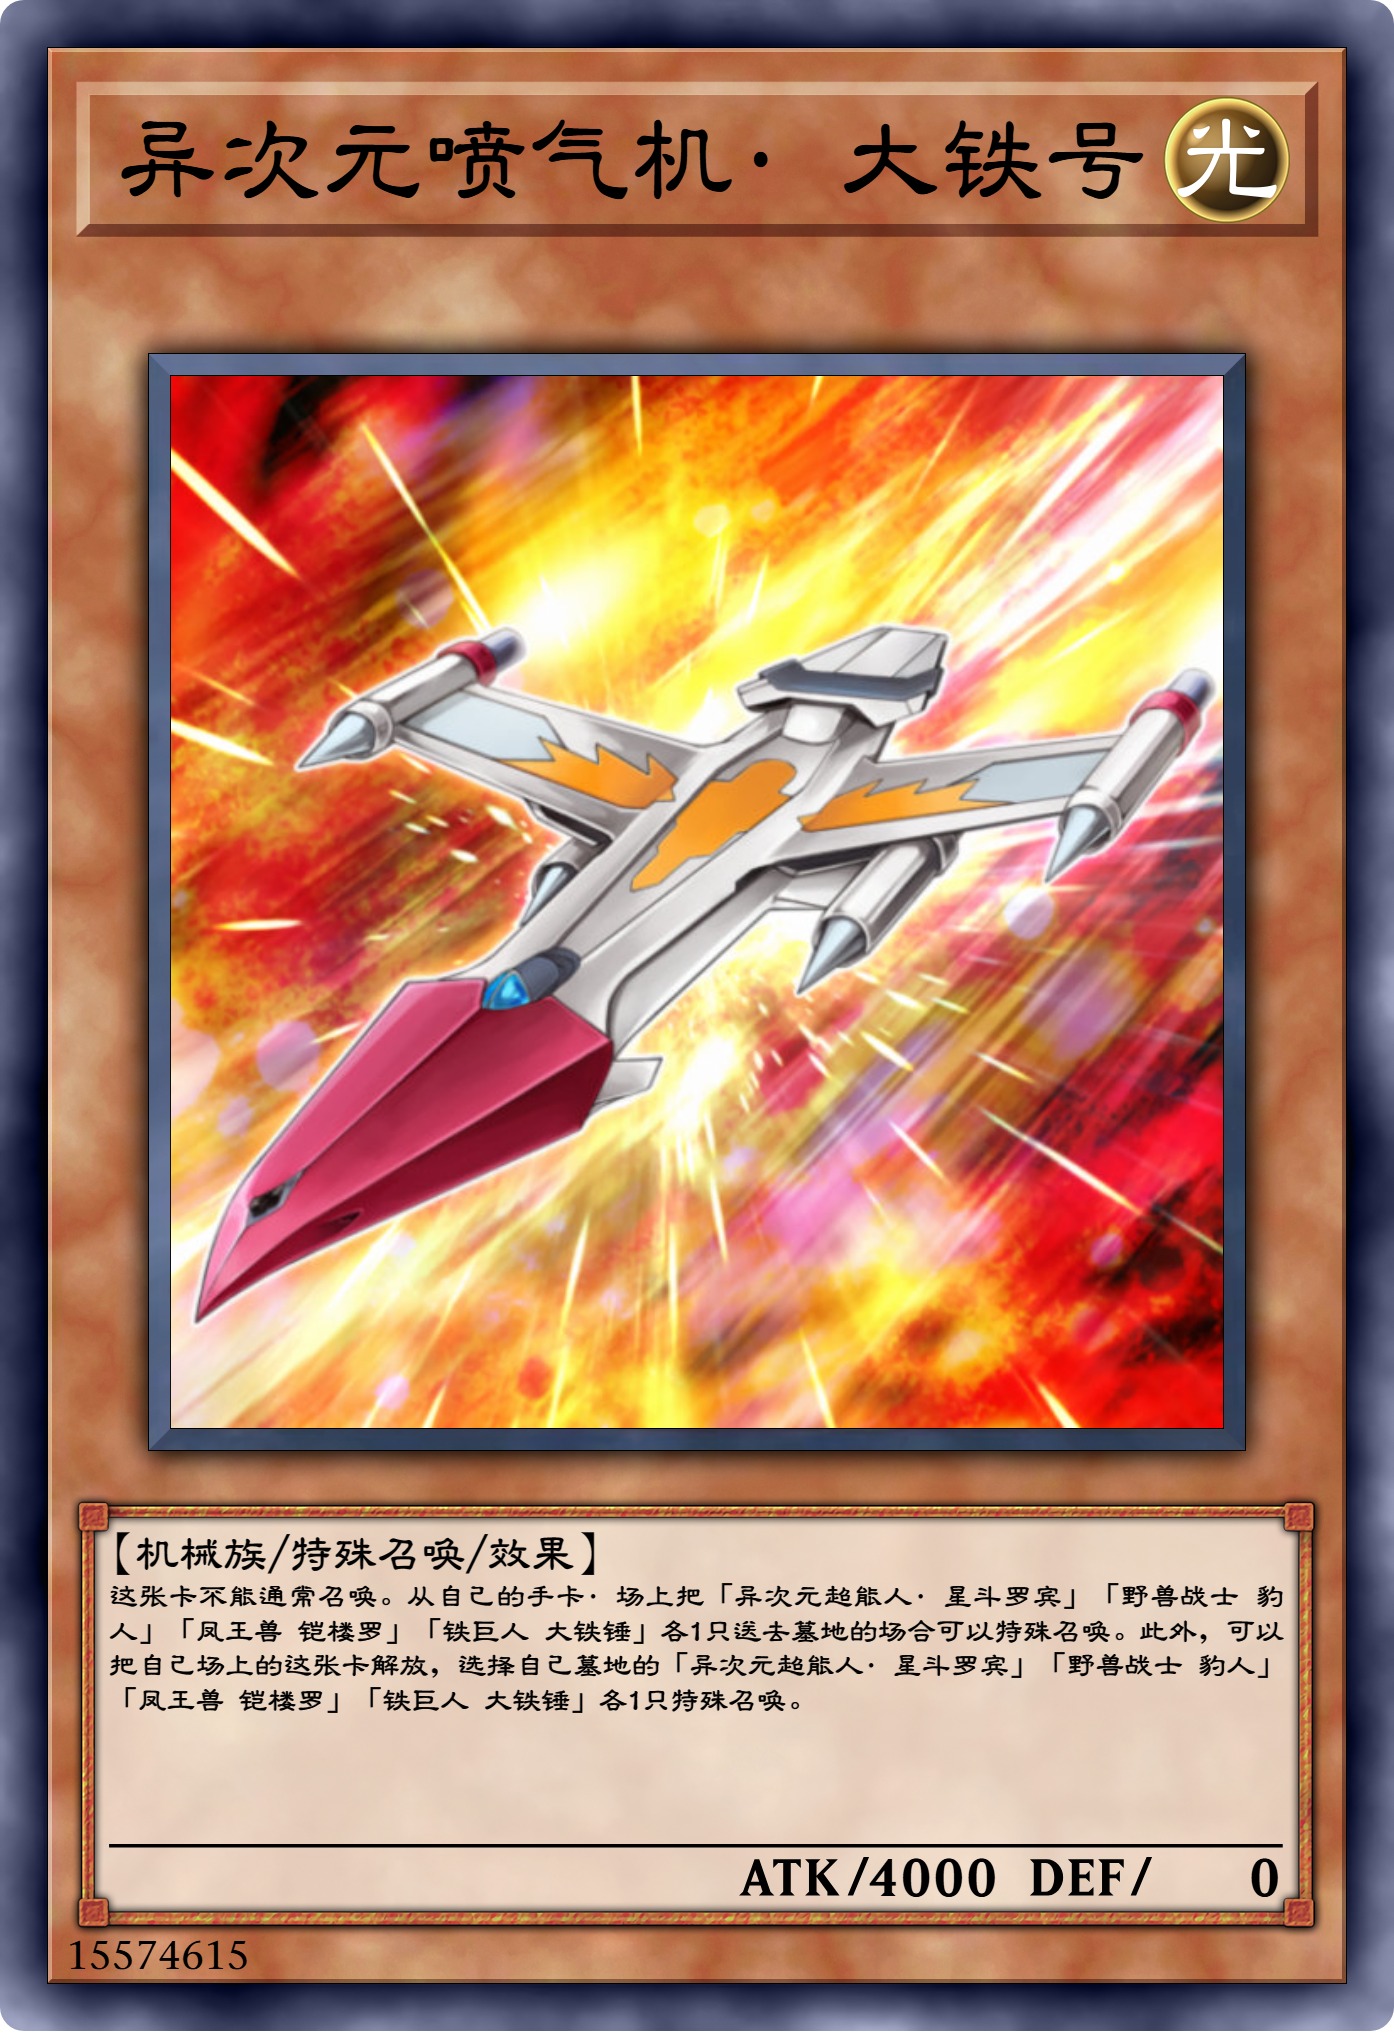 异次元喷气机·大铁号 光
【机械族/特殊召唤/效果】
这张卡不能通常召唤。从自己的手卡·场上把「异次元超能人·星斗罗宾」「野兽战士 豹
人」「凤王兽 铠楼罗」「铁巨人 大铁锤」各1只送去墓地的场合可以特殊召唤。此外,可以
把自己场上的这张卡解放,选择自己墓地的「异次元超能人·星斗罗宾」「野兽战士 豹人」
「凤王兽 铠楼罗」「铁巨人 大铁锤」各1只特殊召唤。
ATK/4000 DEF/ 0
15574615